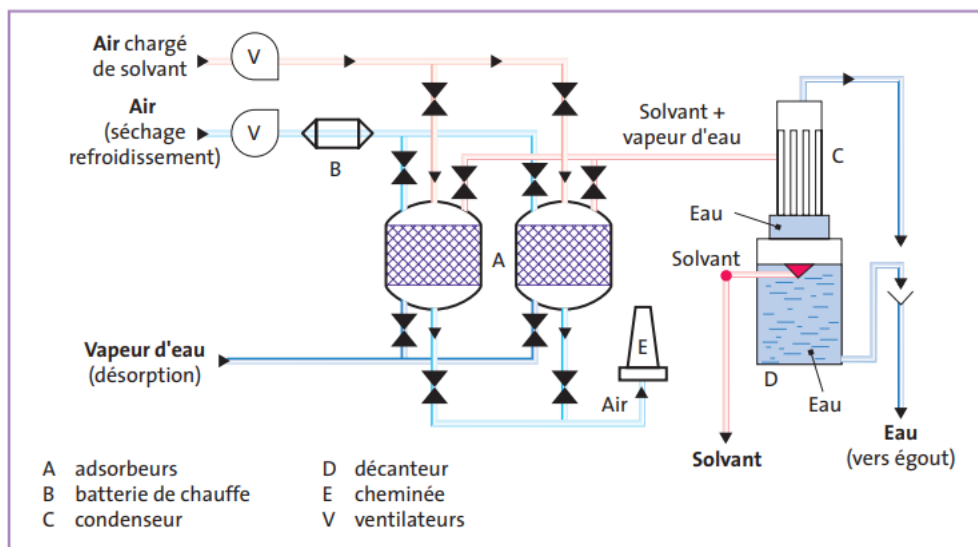 Air chargé
de solvant
V
Air
(séchage
refroidissement)
V
B
Solvant +
vapeur d'eau
C
Eau
Solvant
A
Vapeur d'eau
(désorption)
E
Air
D
Eau
Solvant
Eau
(vers égout)
A adsorbeurs
B batterie de chauffe
C condenseur
D décanteur
E cheminée
V ventilateurs